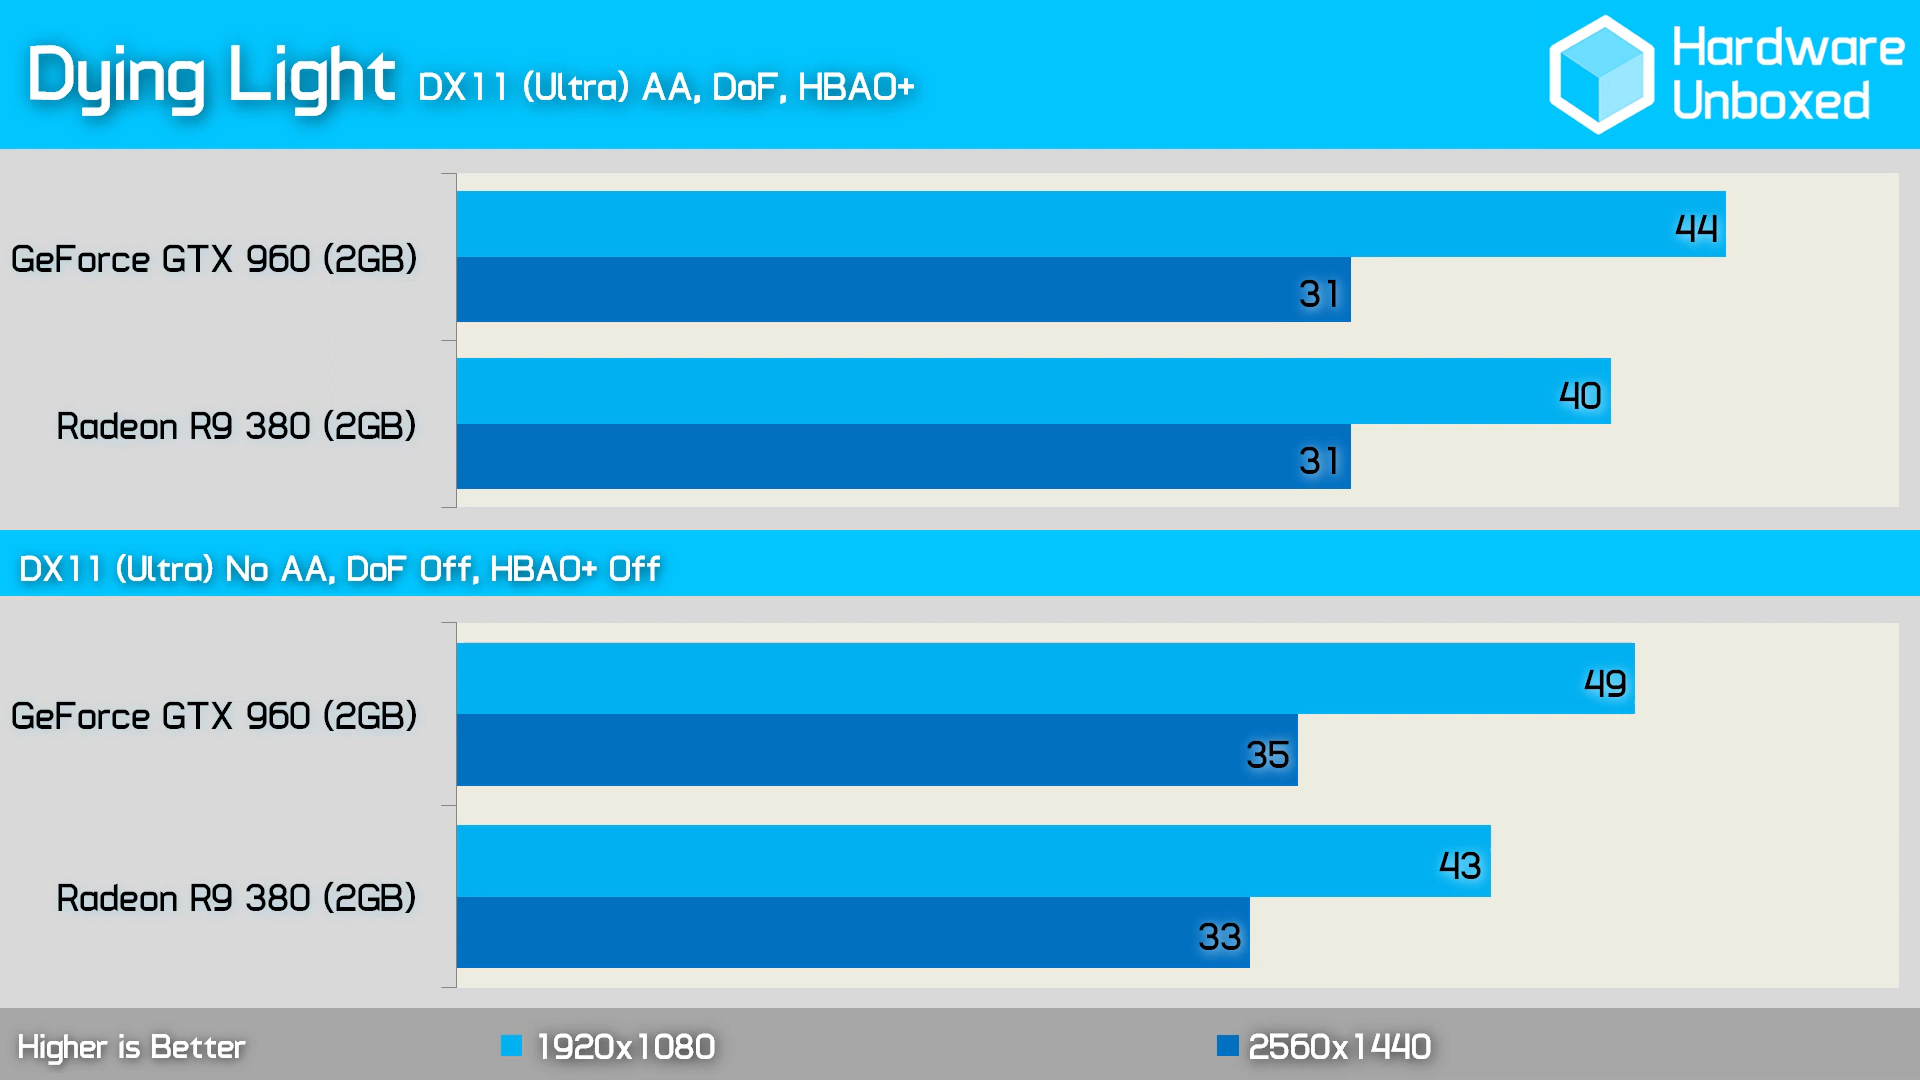 Dying Light DX11 (Ultra) AA, DoF, HBAO+
Hardware
Unboxed
GeForce GTX 960 (2GB)
44
31
Radeon R9 380 (2GB)
40
31
DX11 (Ultra) No AA, DoF Off, HBAO+ Off
GeForce GTX 960 (2GB)
49
35
Radeon R9 380 (2GB)
43
33
Higher is Better
1920x1080
2560x1440